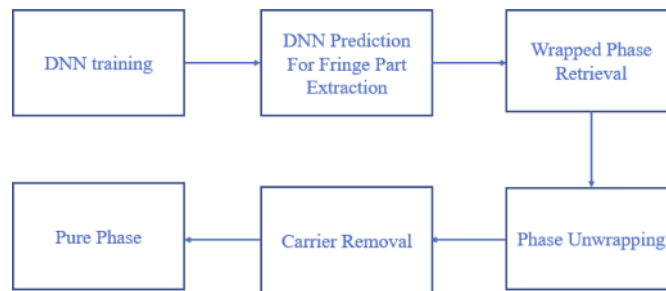 DNN training
DNN Prediction
For Fringe Part
Extraction
Wrapped Phase
Retrieval
Pure Phase
Carrier Removal
Phase Unwrapping